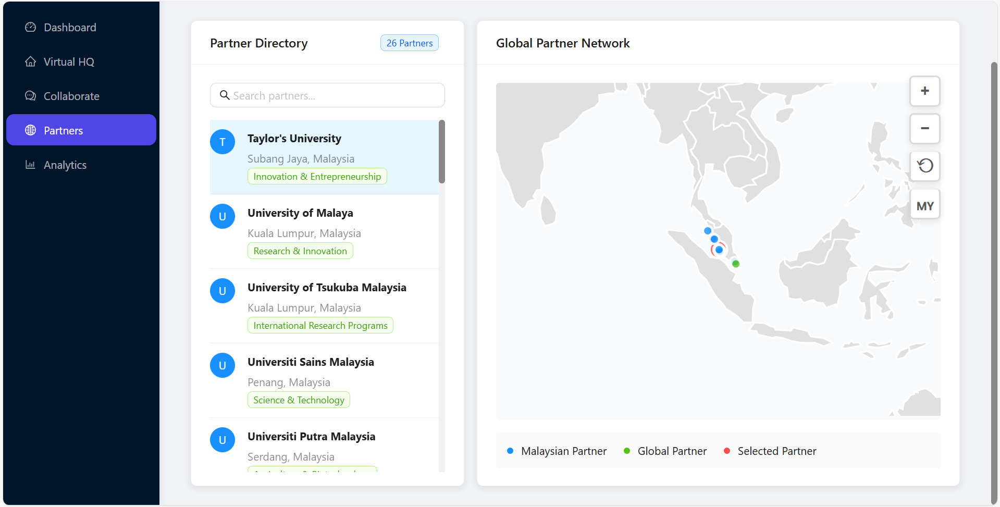 Dashboard
Virtual HQ
Collaborate
Partners
Analytics
Partner Directory
26 Partners
Search partners...
T
Taylor's University
Subang Jaya, Malaysia
Innovation & Entrepreneurship
U
University of Malaya
Kuala Lumpur, Malaysia
Research & Innovation
U
University of Tsukuba Malaysia
Kuala Lumpur, Malaysia
International Research Programs
U
Universiti Sains Malaysia
Penang, Malaysia
Science & Technology
U
Universiti Putra Malaysia
Serdang, Malaysia
Global Partner Network
+
−
MY
Malaysian Partner
Global Partner
Selected Partner